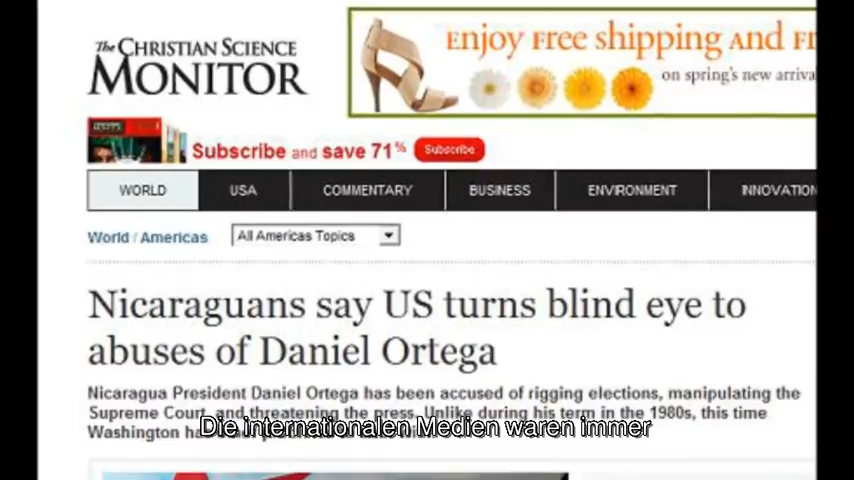 The CHRISTIAN SCIENCE
MONITOR
Enjoy Free shipping and Fr
on spring's new arriva
Subscribe and save 71%
Subscribe
WORLD
USA
COMMENTARY
BUSINESS
ENVIRONMENT
INNOVATION
World / Americas
All Americas Topics
Nicaraguans say US turns blind eye to
abuses of Daniel Ortega
Nicaragua President Daniel Ortega has been accused of rigging elections, manipulating the
Supreme Court, and threatening the press. Unlike during his term in the 1980s, this time
Washington
Die internationalen Medien waren immer